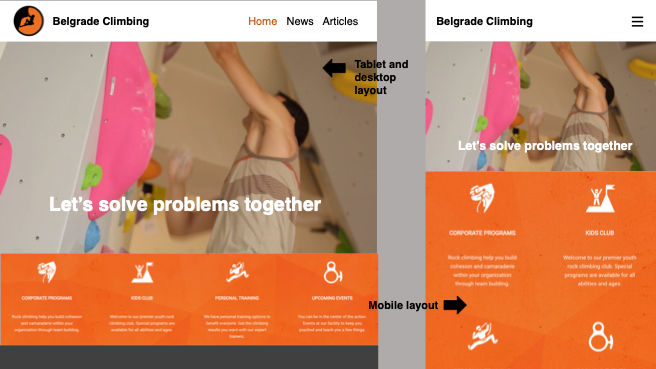 Belgrade Climbing
Home News Articles
Tablet and
desktop
layout
Let's solve problems together
CORPORATE PROGRAMS
Rock climbing help you build
cohesion and camaraderie
within your organization
through team building.
KIDS CLUB
Welcome to our premier youth
rock climbing club. Special
programs are available for all
abilities and ages.
PERSONAL TRAINING
We have personal training options to
benefit everyone. Get the climbing
results you want with our expert
trainers.
UPCOMING EVENTS
You can be in the center of the action.
Events at our facility to keep you
psyched and teach you a few things.
Belgrade Climbing
Let's solve problems together
CORPORATE PROGRAMS
Rock climbing help you build
cohesion and camaraderie
within your organization
through team building.
KIDS CLUB
Welcome to our premier youth
rock climbing club. Special
programs are available for all
abilities and ages.
Mobile layout